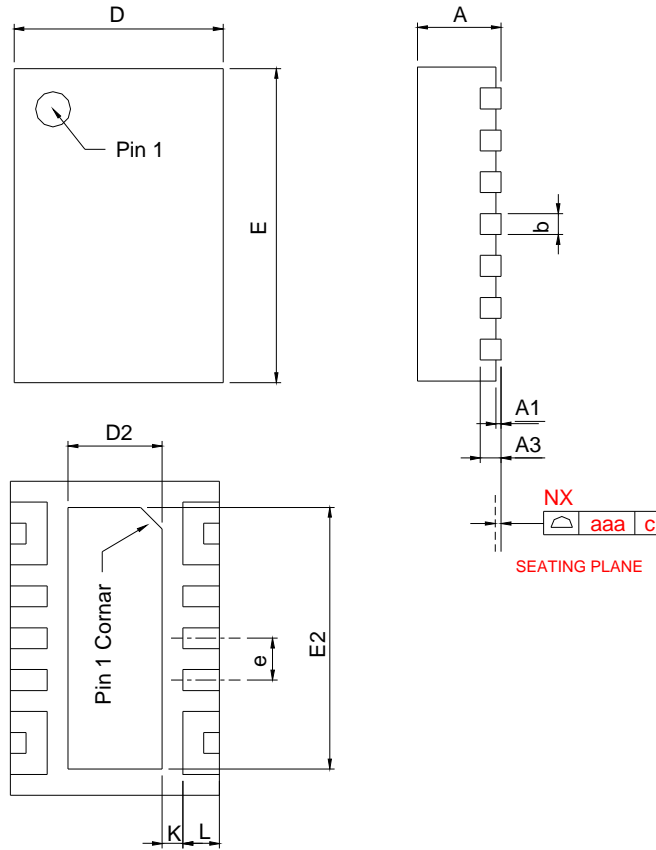 D
A
Pin 1
E
b
A1
A3
D2
NX
aaa c
SEATING PLANE
Pin 1 Cornar
e
E2
K L